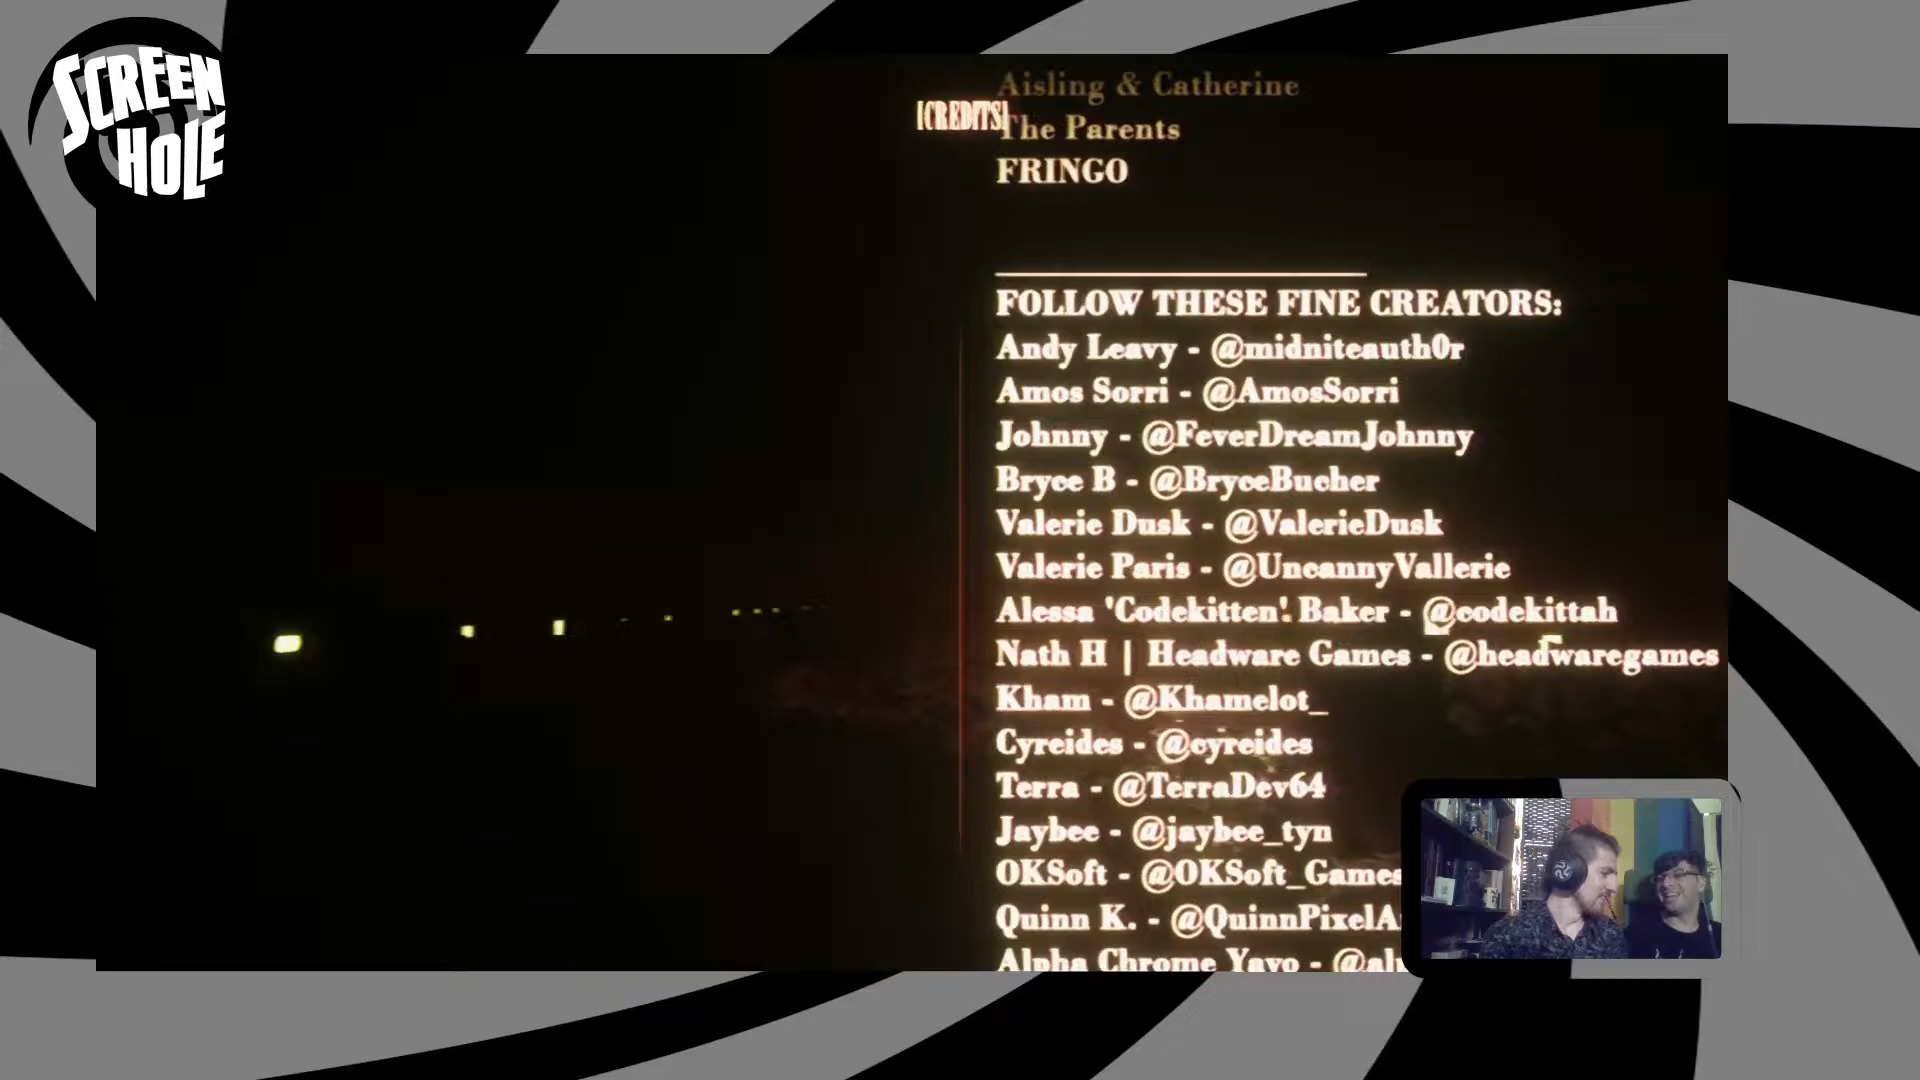 SCREEN
HOLE
Aisling & Catherine
[CREDITS]
The Parents
FRINGO
FOLLOW THESE FINE CREATORS:
Andy Leavy - @midniteauth0r
Amos Sorri - @AmosSorri
Johnny - @FeverDreamJohnny
Bryce B - @BryceBucher
Valerie Dusk - @ValerieDusk
Valerie Paris - @UncannyVallerie
Alessa 'Codekitten'. Baker - @codekittah
Nath H | Headware Games - @headwaregames
Kham - @Khamelot_
Cyreides - @cyreides
Terra - @TerraDev64
Jaybee - @jaybee_tyn
OKSoft - @OKSoft_Games
Quinn K. - @QuinnPixelA
Alpha Chrome Yayo - @alp